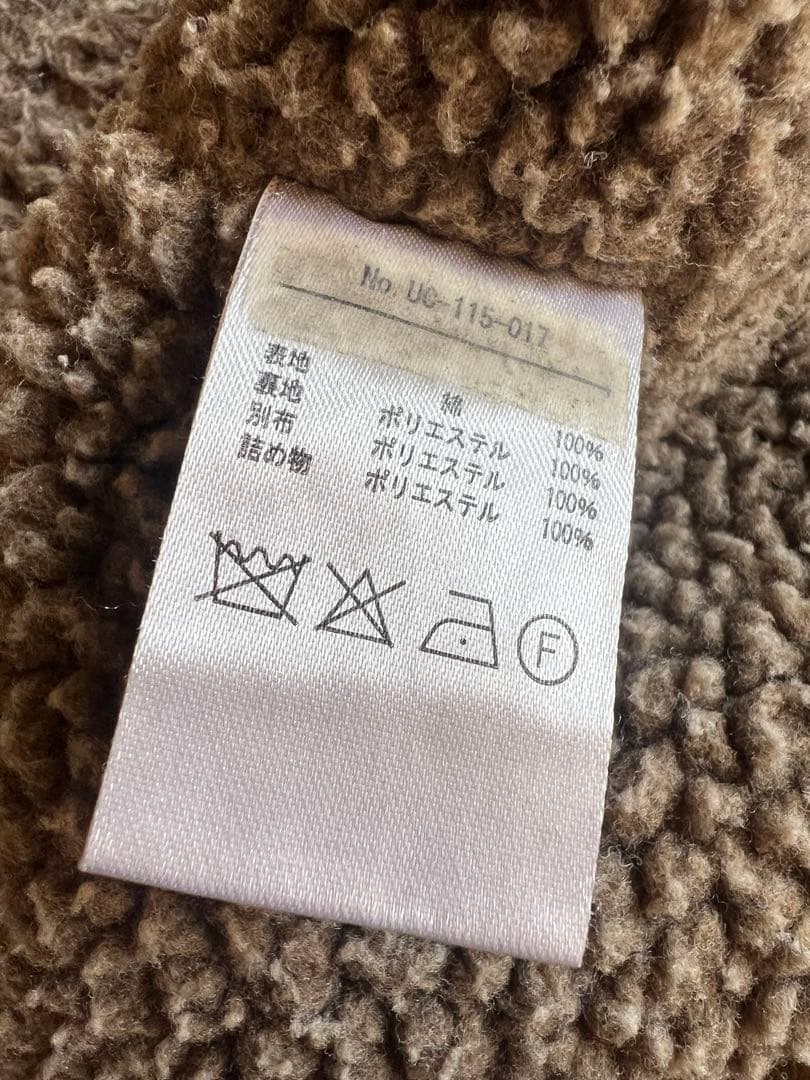 No. UC-115-017
表地 綿 100%
裏地 ポリエステル 100%
別布 ポリエステル 100%
詰め物 ポリエステル 100%
F